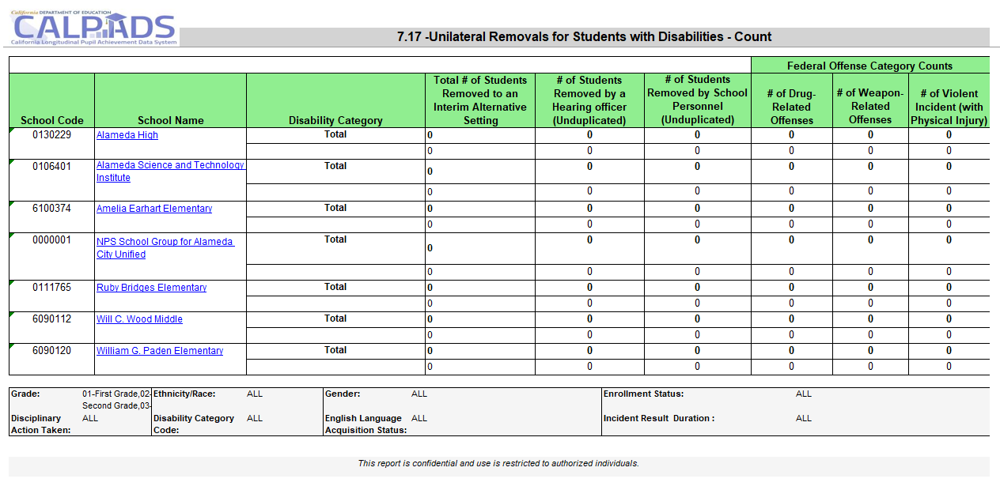 California DEPARTMENT OF EDUCATION
CALPADS
California Longitudinal Pupil Achievement Data System
7.17 -Unilateral Removals for Students with Disabilities - Count
Federal Offense Category Counts
School Code School Name Disability Category Total # of Students Removed to an Interim Alternative Setting # of Students Removed by a Hearing officer (Unduplicated) # of Students Removed by School Personnel (Unduplicated) # of Drug-Related Offenses # of Weapon-Related Offenses # of Violent Incident (with Physical Injury)
0130229 Alameda High Total 0 0 0 0 0 0
0 0 0 0 0 0
0106401 Alameda Science and Technology Institute Total 0 0 0 0 0 0
0 0 0 0 0 0
6100374 Amelia Earhart Elementary Total 0 0 0 0 0 0
0 0 0 0 0 0
0000001 NPS School Group for Alameda City Unified Total 0 0 0 0 0 0
0 0 0 0 0 0
0111765 Ruby Bridges Elementary Total 0 0 0 0 0 0
0 0 0 0 0 0
6090112 Will C. Wood Middle Total 0 0 0 0 0 0
0 0 0 0 0 0
6090120 William G. Paden Elementary Total 0 0 0 0 0 0
0 0 0 0 0 0
Grade: 01-First Grade,02-Second Grade,03- Ethnicity/Race: ALL Gender: ALL Enrollment Status: ALL
Disciplinary Action Taken: ALL Disability Category Code: ALL English Language Acquisition Status: ALL Incident Result Duration : ALL
This report is confidential and use is restricted to authorized individuals.